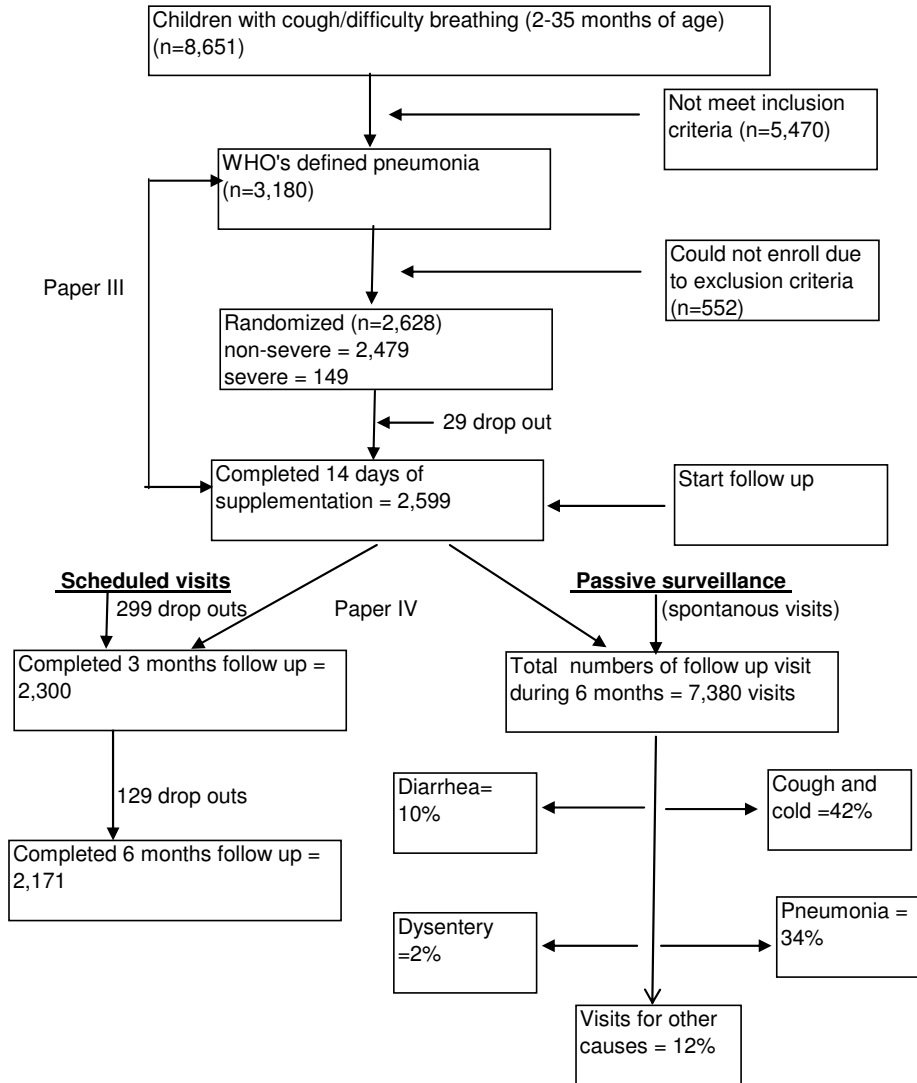 Children with cough/difficulty breathing (2-35 months of age)
(n=8,651)
Not meet inclusion
criteria (n=5,470)
WHO's defined pneumonia
(n=3,180)
Could not enroll due
to exclusion criteria
(n=552)
Paper III
Randomized (n=2,628)
non-severe = 2,479
severe = 149
29 drop out
Completed 14 days of
supplementation = 2,599
Start follow up
Scheduled visits
299 drop outs
Paper IV
Passive surveillance
(spontanous visits)
Completed 3 months follow up =
2,300
Total numbers of follow up visit
during 6 months = 7,380 visits
129 drop outs
Diarrhea=
10%
Cough and
cold =42%
Completed 6 months follow up =
2,171
Dysentery
=2%
Pneumonia =
34%
Visits for other
causes = 12%